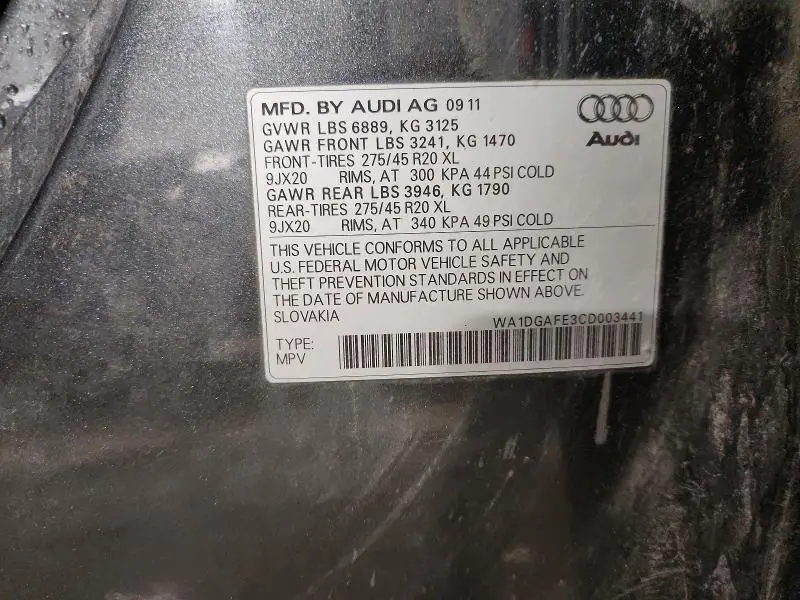 MFD. BY AUDI AG 09 11
GVWR LBS 6889, KG 3125
GAWR FRONT LBS 3241, KG 1470
FRONT-TIRES 275/45 R20 XL
9JX20 RIMS, AT 300 KPA 44 PSI COLD
GAWR REAR LBS 3946, KG 1790
REAR-TIRES 275/45 R20 XL
9JX20 RIMS, AT 340 KPA 49 PSI COLD
Audi
THIS VEHICLE CONFORMS TO ALL APPLICABLE
U.S. FEDERAL MOTOR VEHICLE SAFETY AND
THEFT PREVENTION STANDARDS IN EFFECT ON
THE DATE OF MANUFACTURE SHOWN ABOVE.
SLOVAKIA
WA1DGAFE3CD003441
TYPE:
MPV